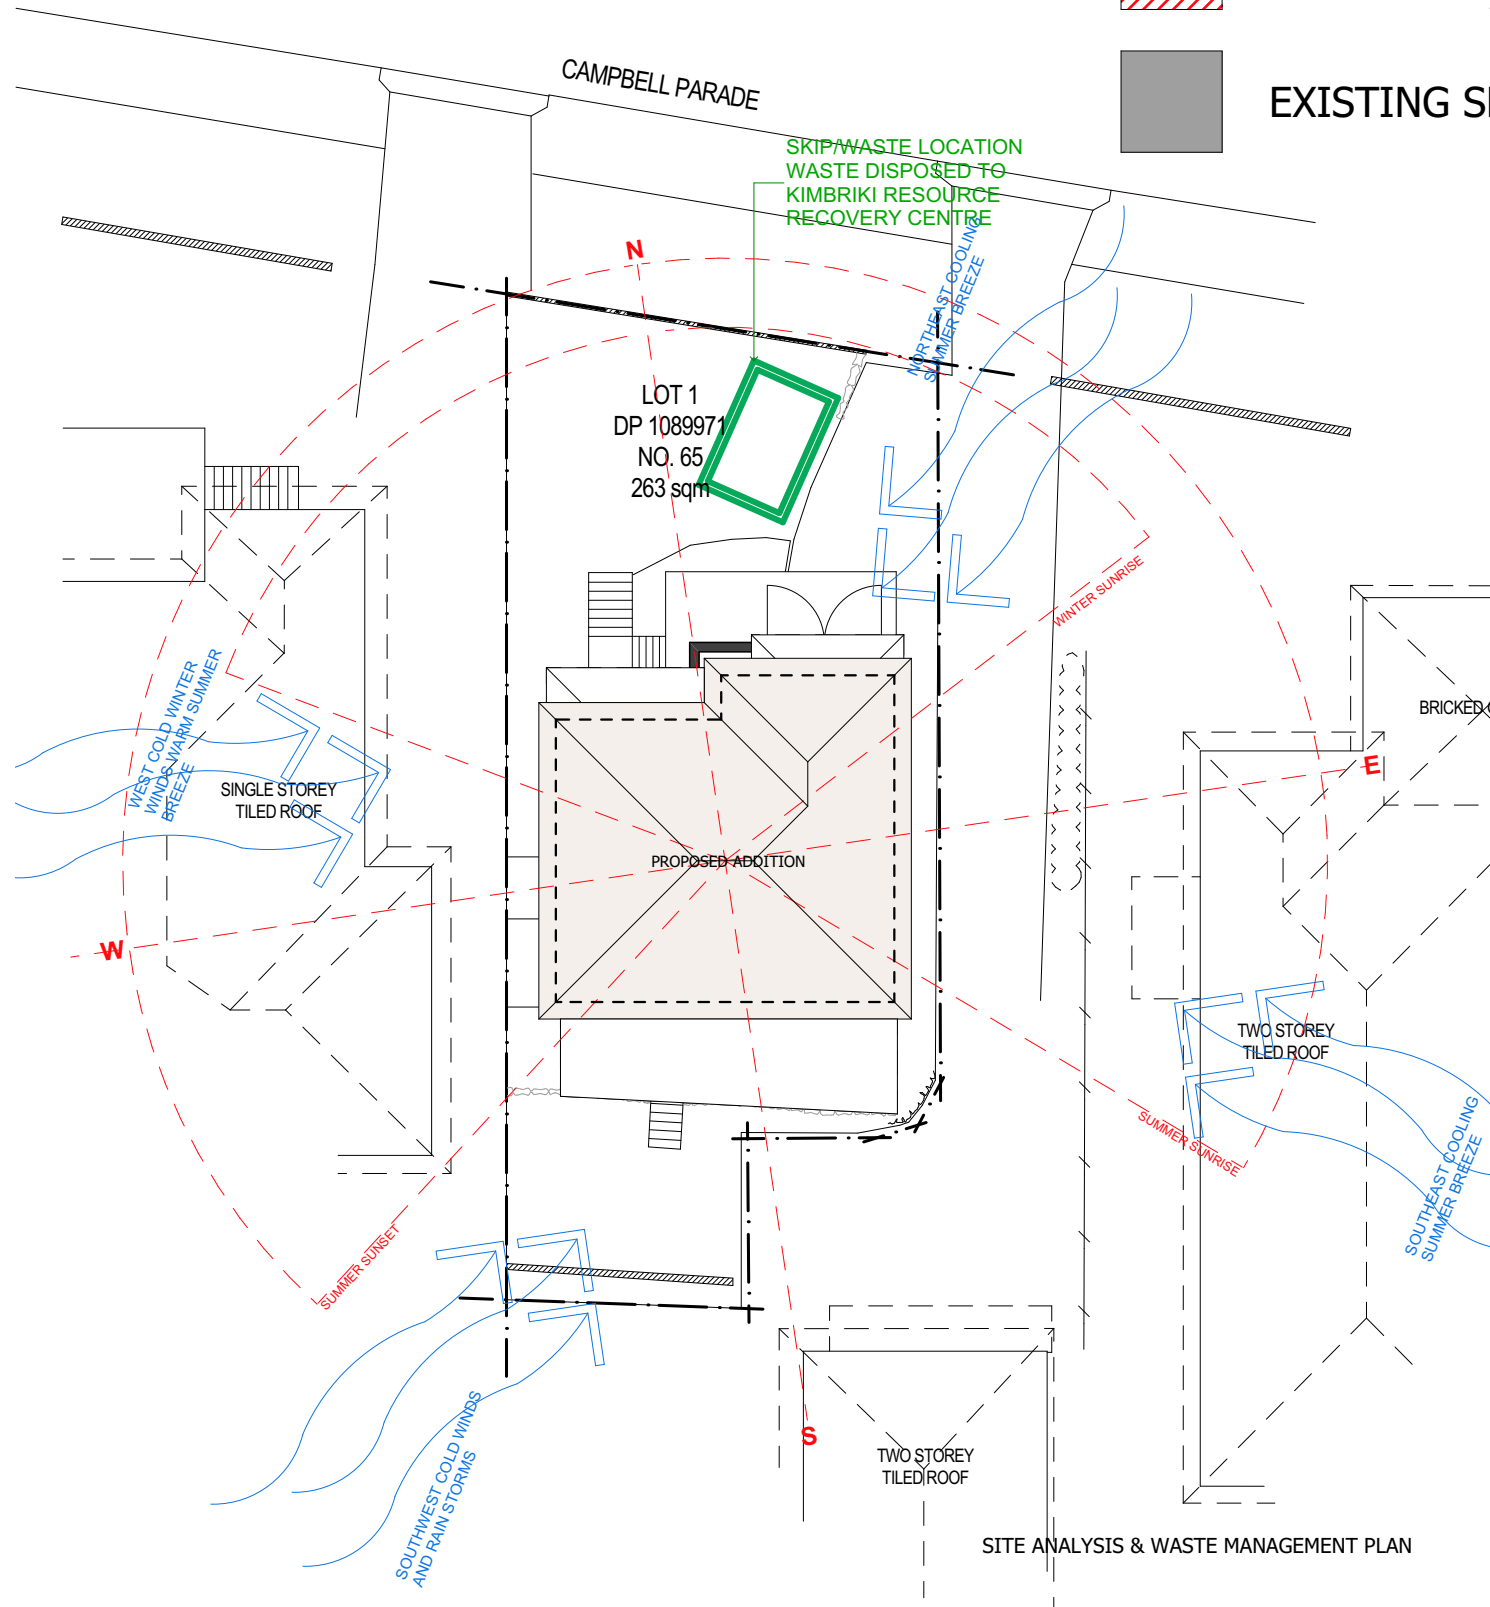 CAMPBELL PARADE
EXISTING
SKIP/WASTE LOCATION
WASTE DISPOSED TO
KIMBRIKI RESOURCE
RECOVERY CENTRE
N
NORTHEAST COOLING
SUMMER BREEZE
LOT 1
DP 1089971
NO. 65
263 sqm
WINTER SUNRISE
WEST COLD WINTER
WINDS WARM SUMMER
BREEZE
SINGLE STOREY
TILED ROOF
BRICKED
E
PROPOSED ADDITION
W
TWO STOREY
TILED ROOF
SUMMER SUNRISE
SOUTHEAST COOLING
SUMMER BREEZE
SUMMER SUNSET
S
TWO STOREY
TILED ROOF
SOUTHWEST COLD WINDS
AND RAIN STORMS
SITE ANALYSIS & WASTE MANAGEMENT PLAN